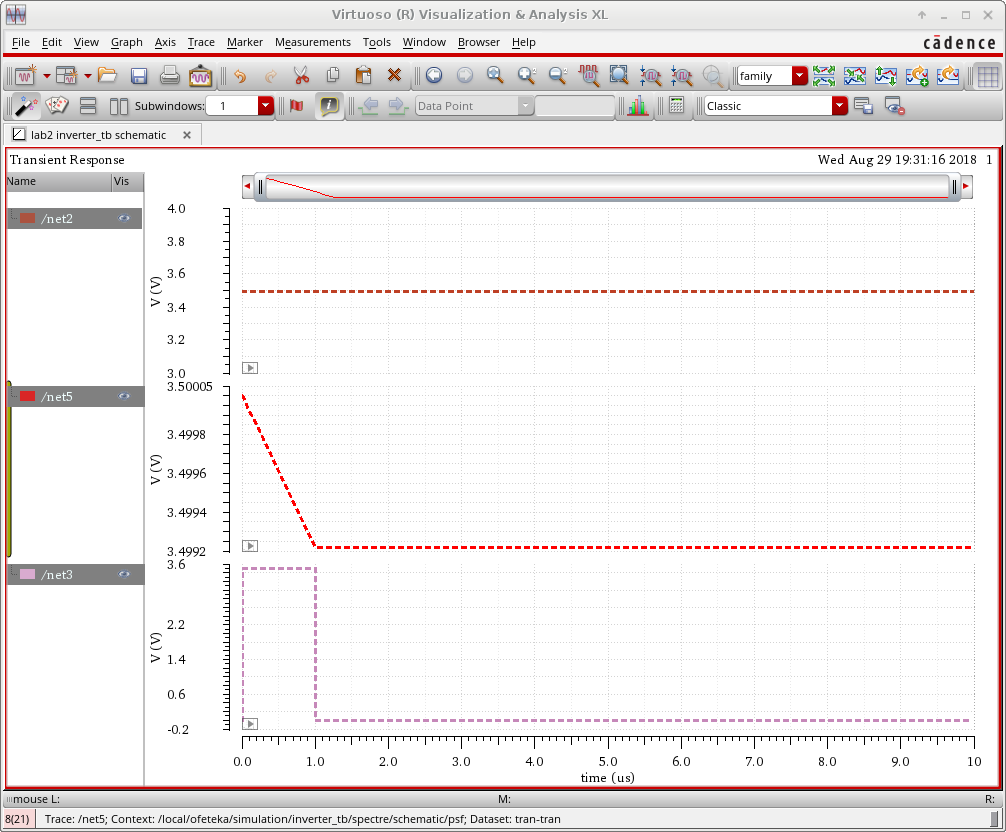 Virtuoso (R) Visualization & Analysis XL
File Edit View Graph Axis Trace Marker Measurements Tools Window Browser Help
cādence
family
Subwindows: 1
Data Point
Classic
lab2 inverter_tb schematic
Transient Response
Wed Aug 29 19:31:16 2018 1
Name Vis
/net2
4.0
3.8
3.6
3.4
3.2
3.0
V (V)
/net5
3.50005
3.4998
3.4996
3.4994
3.4992
V (V)
/net3
3.6
2.2
1.4
0.6
-0.2
V (V)
0.0 1.0 2.0 3.0 4.0 5.0 6.0 7.0 8.0 9.0 10
time (us)
mouse L: M: R:
8(21) Trace: /net5; Context: /local/ofeteka/simulation/inverter_tb/spectre/schematic/psf; Dataset: tran-tran